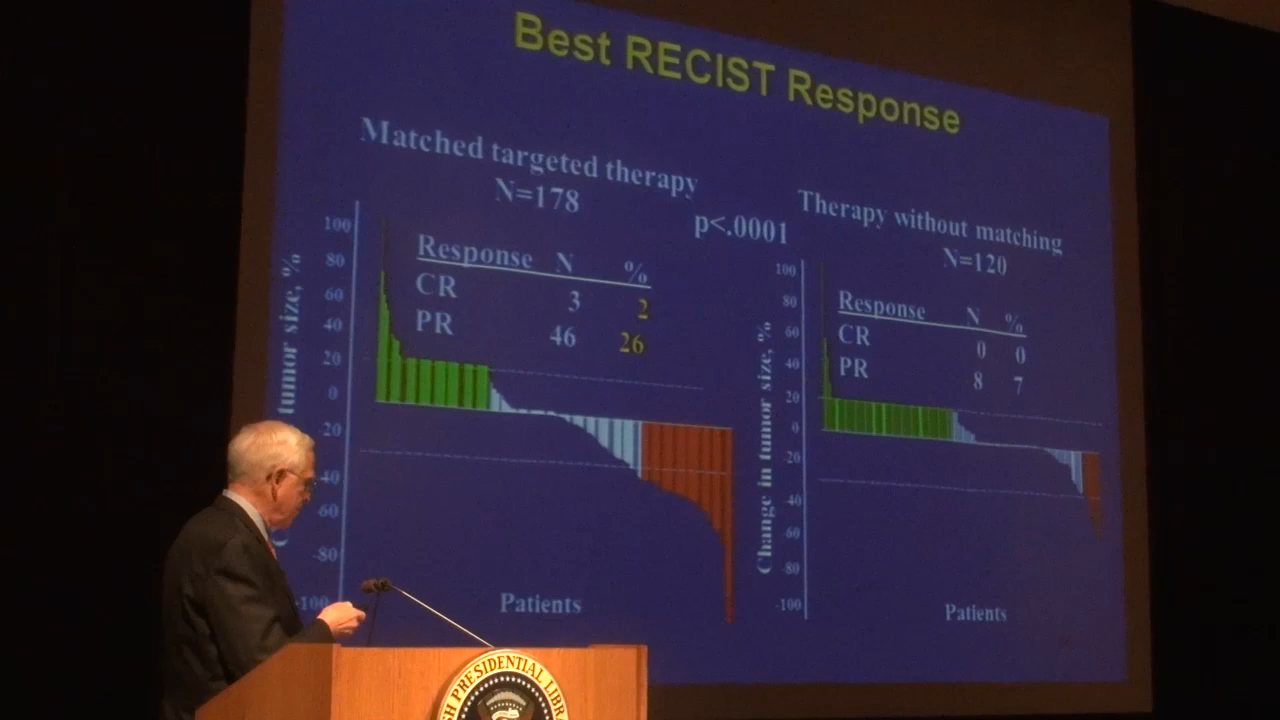 Best RECIST Response
Matched targeted therapy
N=178
p<.0001
Response N %
CR 3 2
PR 46 26
100
80
60
40
20
0
20
-40
-60
-80
-100
tumor size, %
Patients
Therapy without matching
N=120
Response N %
CR 0 0
PR 8 7
100
80
60
40
20
0
-20
40
-60
-80
-100
Change in tumor size, %
Patients
PRESIDENTIAL